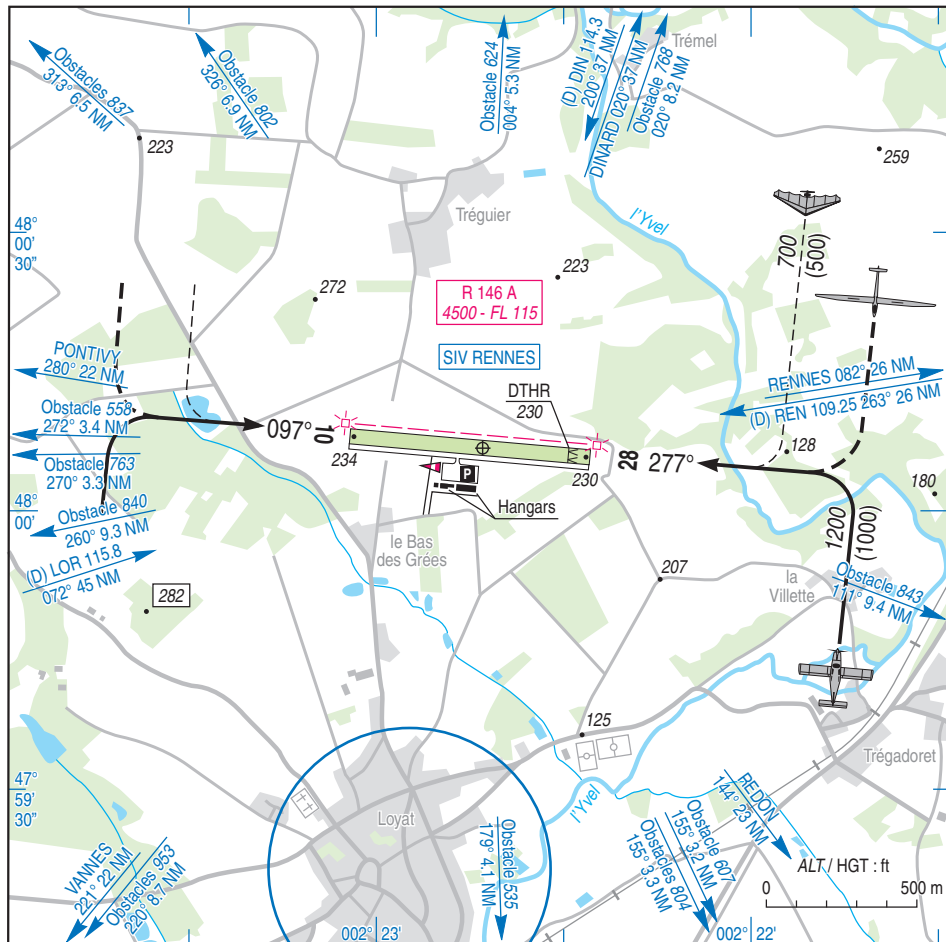 Obstacles 837
313° 6.5 NM
Obstacle 802
326° 6.9 NM
Obstacle 624
004° 5.3 NM
(D) DIN 114.3
200° 37 NM
DINARD 020° 37 NM
Obstacle 768
020° 8.2 NM
Trémel
223
259
48°
00'
30"
Tréguier
l'Yvel
700
(500)
272
223
R 146 A
4500 - FL 115
SIV RENNES
PONTIVY
280° 22 NM
RENNES 082° 26 NM
(D) REN 109.25 263° 26 NM
DTHR
230
Obstacle 558
272° 3.4 NM
097°
10
234
P
230
28
277°
128
Obstacle 763
270° 3.3 NM
180
Hangars
48°
00'
Obstacle 840
260° 9.3 NM
(D) LOR 115.8
072° 45 NM
le Bas
des Grées
1200
(1000)
207
la
Villette
Obstacle 843
111° 9.4 NM
282
125
Trégadoret
47°
59'
30"
Loyat
l'Yvel
REDON
144° 23 NM
Obstacle 607
155° 3.2 NM
Obstacles 804
155° 3.3 NM
Obstacle 535
179° 4.1 NM
VANNES
221° 22 NM
Obstacles 953
220° 8.7 NM
ALT / HGT : ft
0
500 m
002°
23'
002°
22'